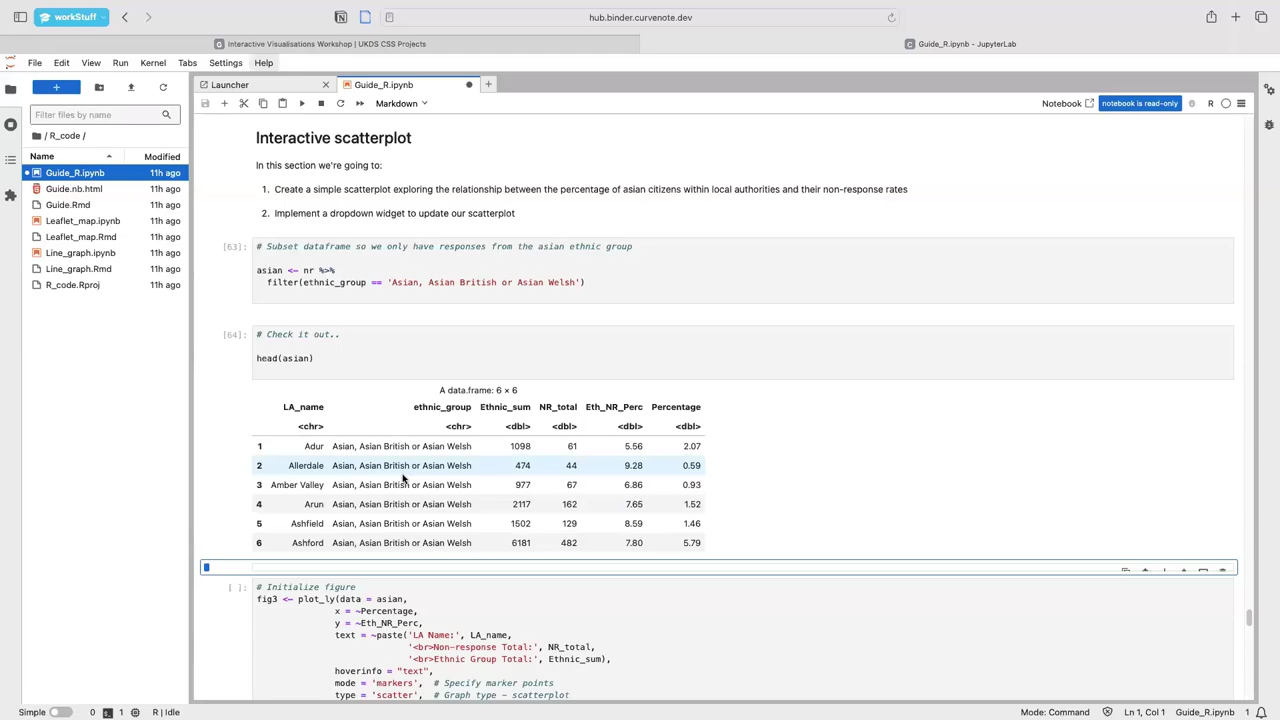 workStuff
hub.binder.curvenote.dev
Interactive Visualisations Workshop | UKDS CSS Projects
Guide_R.ipynb - JupyterLab
File Edit View Run Kernel Tabs Settings Help
Launcher
Guide_R.ipynb
Filter files by name
Markdown
Notebook
notebook is read-only
R
/ R_code /
Name Modified
Guide_R.ipynb 11h ago
Guide.nb.html 11h ago
Guide.Rmd 11h ago
Leaflet_map.ipynb 11h ago
Leaflet_map.Rmd 11h ago
Line_graph.ipynb 11h ago
Line_graph.Rmd 11h ago
R_code.Rproj 11h ago
Interactive scatterplot
In this section we're going to:
1. Create a simple scatterplot exploring the relationship between the percentage of asian citizens within local authorities and their non-response rates
2. Implement a dropdown widget to update our scatterplot
[63]: # Subset dataframe so we only have responses from the asian ethnic group
asian <- nr %>%
filter(ethnic_group == 'Asian, Asian British or Asian Welsh')
[64]: # Check it out..
head(asian)
A data.frame: 6 × 6
LA_name ethnic_group Ethnic_sum NR_total Eth_NR_Perc Percentage
<chr> <chr> <dbl> <dbl> <dbl> <dbl>
1 Adur Asian, Asian British or Asian Welsh 1098 61 5.56 2.07
2 Allerdale Asian, Asian British or Asian Welsh 474 44 9.28 0.59
3 Amber Valley Asian, Asian British or Asian Welsh 977 67 6.86 0.93
4 Arun Asian, Asian British or Asian Welsh 2117 162 7.65 1.52
5 Ashfield Asian, Asian British or Asian Welsh 1502 129 8.59 1.46
6 Ashford Asian, Asian British or Asian Welsh 6181 482 7.80 5.79
[ ]: # Initialize figure
fig3 <- plot_ly(data = asian,
x = ~Percentage,
y = ~Eth_NR_Perc,
text = ~paste('LA Name:', LA_name,
'<br>Non-response Total:', NR_total,
'<br>Ethnic Group Total:', Ethnic_sum),
hoverinfo = "text",
mode = 'markers', # Specify marker points
type = 'scatter', # Graph type - scatterplot
Simple 0 1 R | Idle
Mode: Command Ln 1, Col 1 Guide_R.ipynb 1